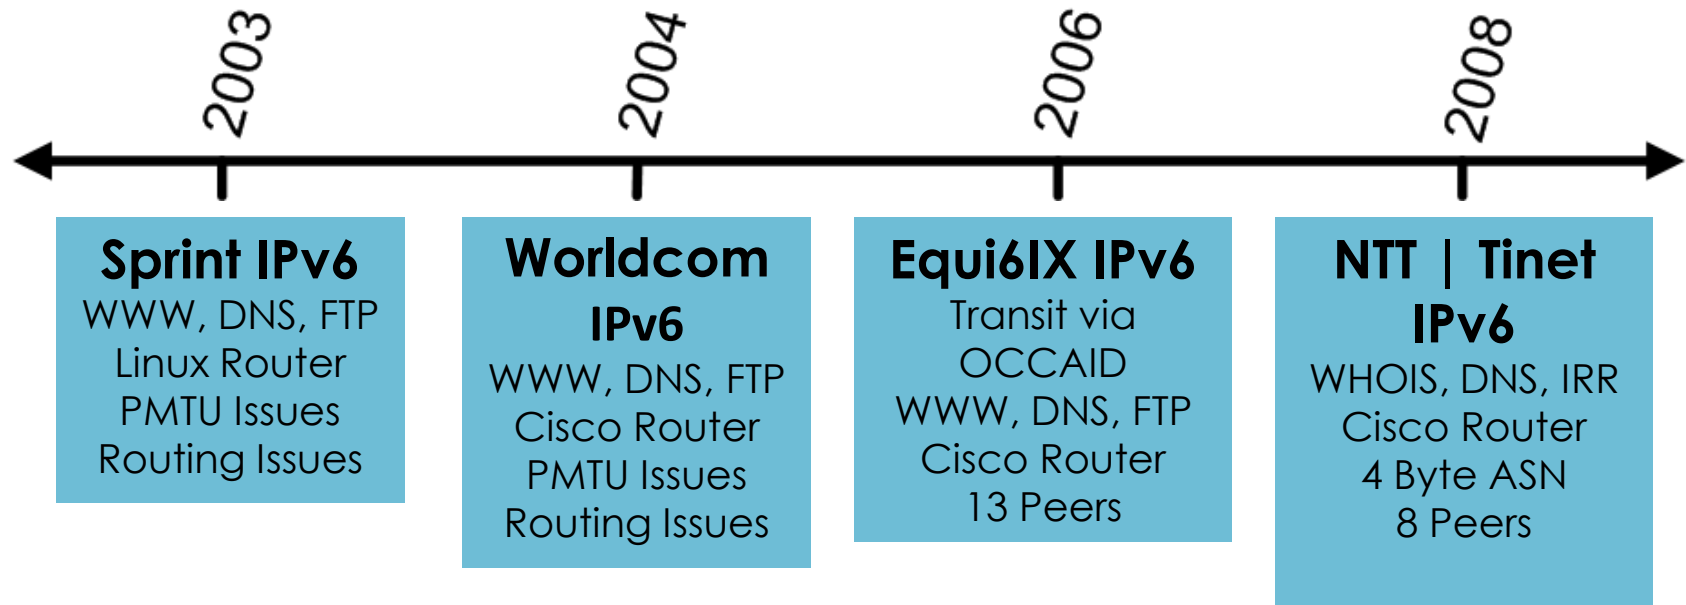 2003
2004
2006
2008
Sprint IPv6
WWW, DNS, FTP
Linux Router
PMTU Issues
Routing Issues
Worldcom
IPv6
WWW, DNS, FTP
Cisco Router
PMTU Issues
Routing Issues
Equi6IX IPv6
Transit via
OCCAID
WWW, DNS, FTP
Cisco Router
13 Peers
NTT | Tinet
IPv6
WHOIS, DNS, IRR
Cisco Router
4 Byte ASN
8 Peers